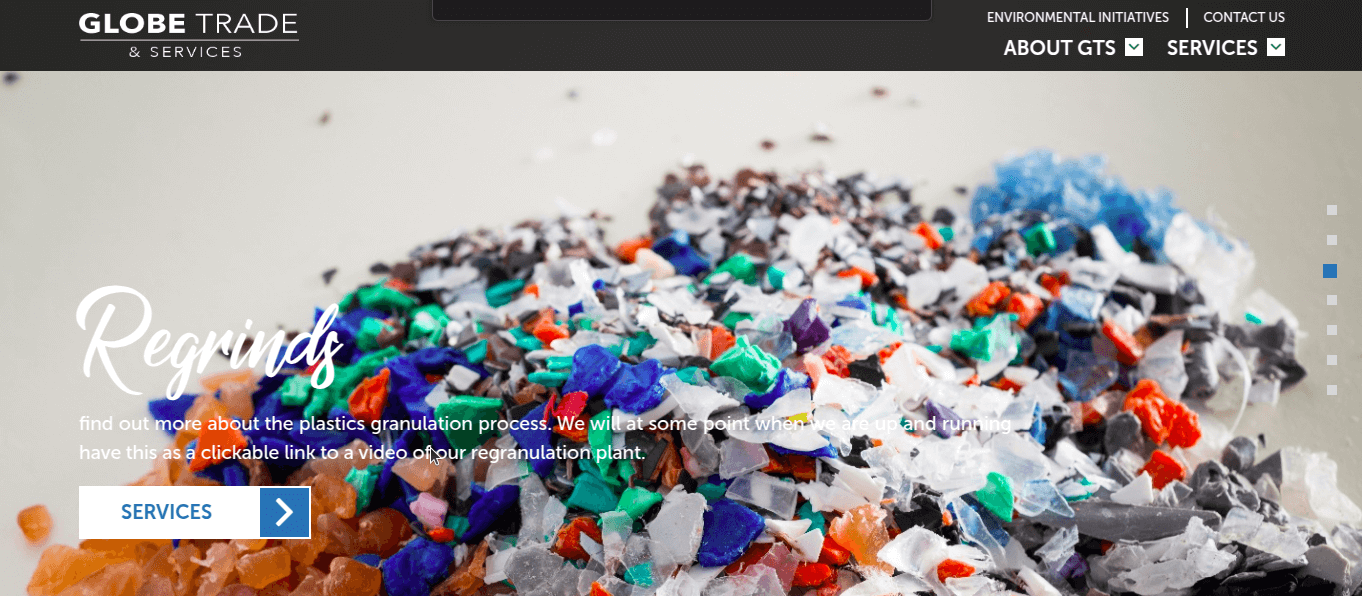 GLOBE TRADE
& SERVICES
ENVIRONMENTAL INITIATIVES
CONTACT US
ABOUT GTS
SERVICES
Regrinds
find out more about the plastics granulation process. We will at some point when we are up and running
have this as a clickable link to a video of our regranulation plant.
SERVICES